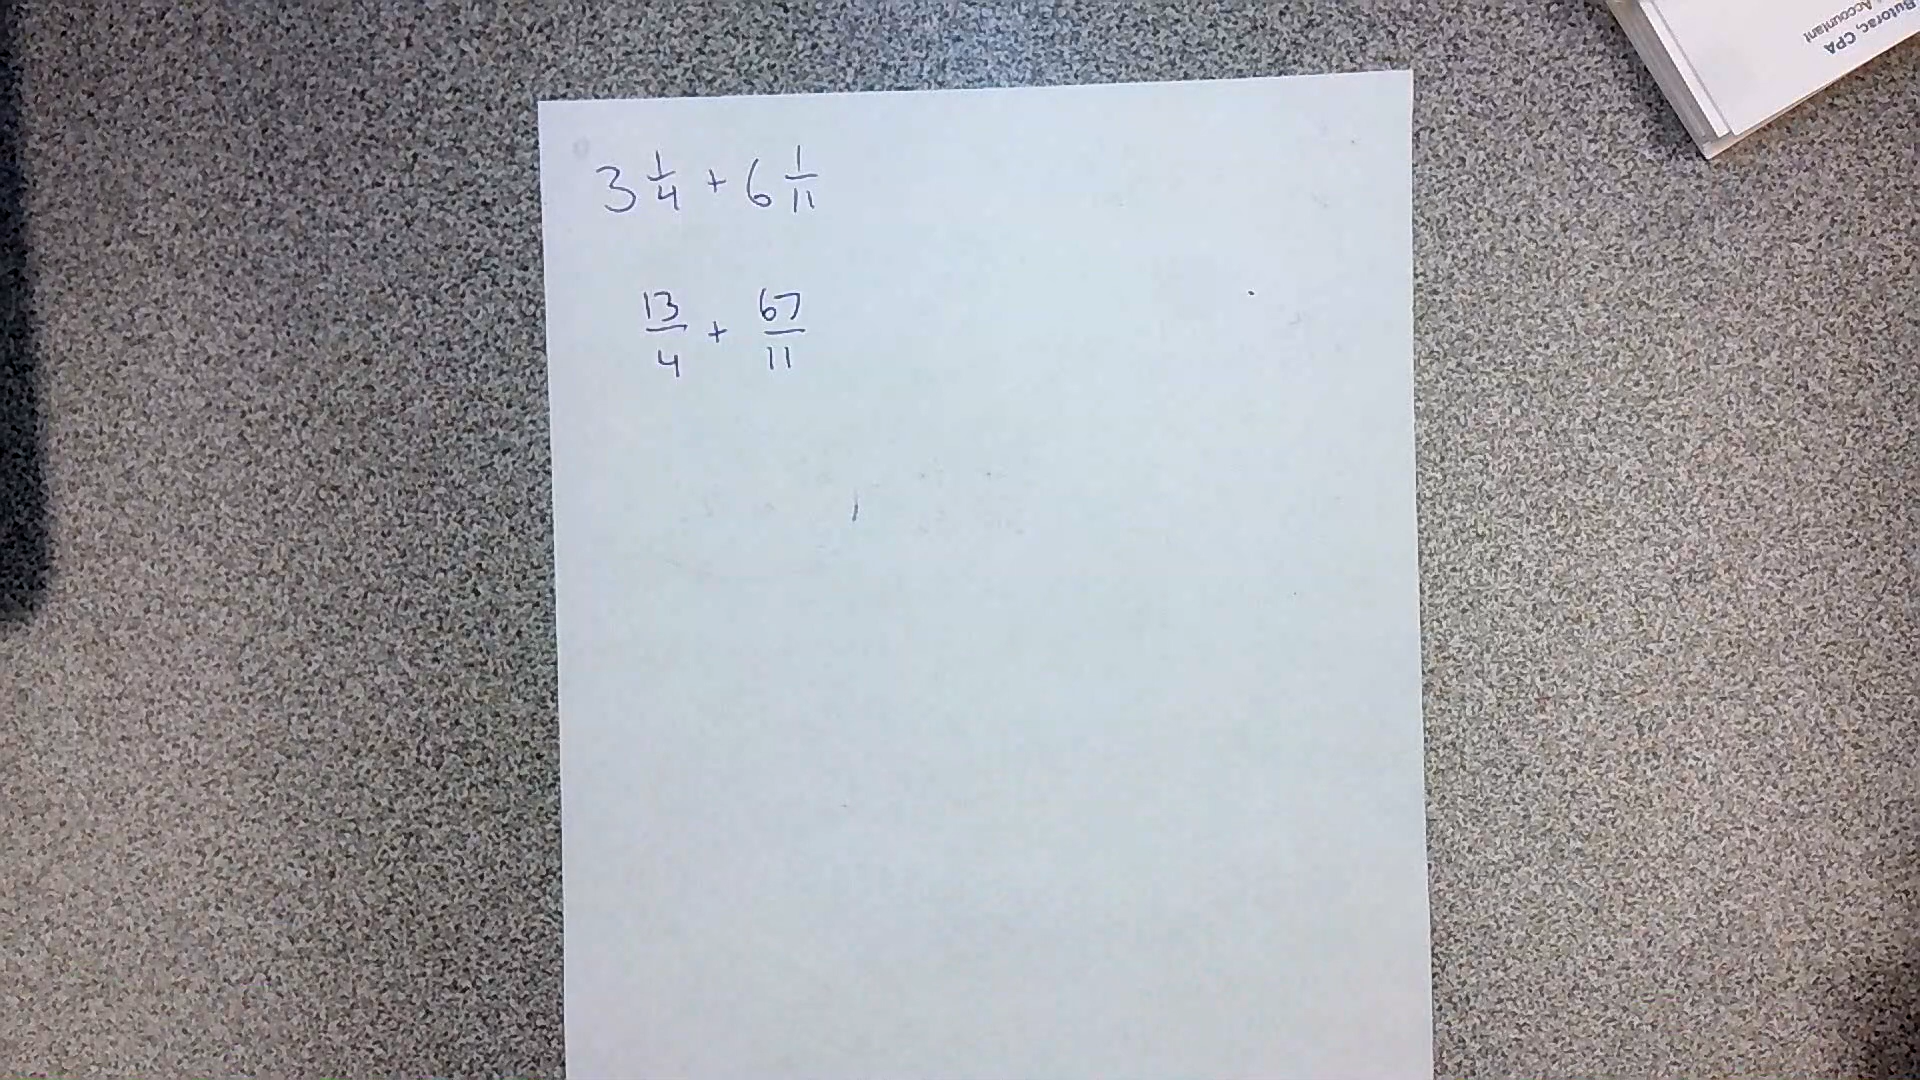 3 1/4 + 6 1/11
13/4 + 67/11
Butorac, CPA
Accountant